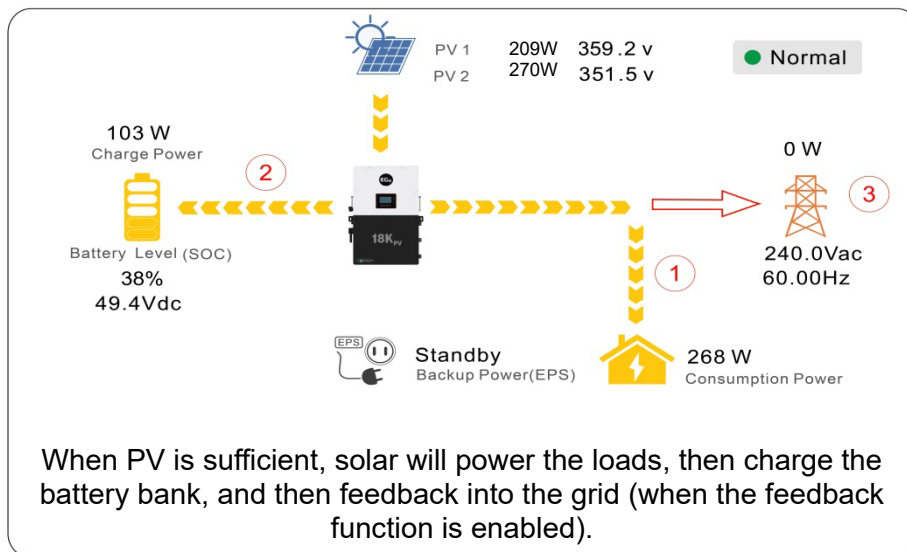 PV 1 209W 359.2 v
PV 2 270W 351.5 v
Normal
103 W
Charge Power
2
0 W
3
EG4
18KPV
Battery Level (SOC)
38%
49.4Vdc
240.0Vac
60.00Hz
1
EPS
Standby
Backup Power(EPS)
268 W
Consumption Power
When PV is sufficient, solar will power the loads, then charge the
battery bank, and then feedback into the grid (when the feedback
function is enabled).